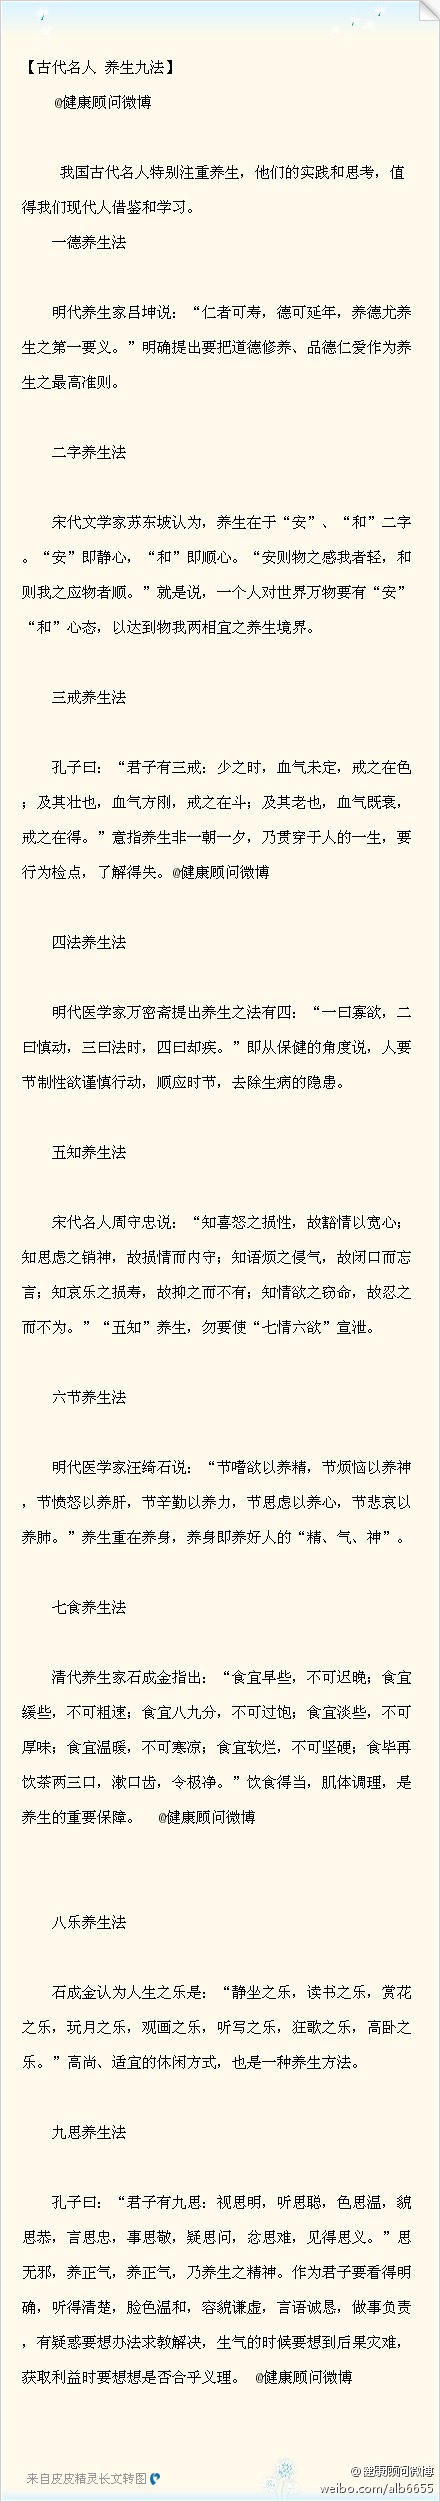 【古代名人 养生九法】
@健康顾问微博
我国古代名人特别注重养生，他们的实践和思考，值
得我们现代人借鉴和学习。
一德养生法
明代养生家吕坤说：“仁者可寿，德可延年，养德尤养
生之第一要义。”明确提出要把道德修养、品德仁爱作为养
生之最高准则。
二字养生法
宋代文学家苏东坡认为，养生在于“安”、“和”二字
。“安”即静心，“和”即顺心。“安则物之感我者轻，和
则我之应物者顺。”就是说，一个人对世界万物要有“安”
“和”心态，以达到物我两相宜之养生境界。
三戒养生法
孔子曰：“君子有三戒：少之时，血气未定，戒之在色
；及其壮也，血气方刚，戒之在斗；及其老也，血气既衰，
戒之在得。”意指养生非一朝一夕，乃贯穿于人的一生，要
行为检点，了解得失。@健康顾问微博
四法养生法
明代医学家万密斋提出养生之法有四：“一曰寡欲，二
曰慎动，三曰法时，四曰却疾。”即从保健的角度说，人要
节制性欲谨慎行动，顺应时节，去除生病的隐患。
五知养生法
宋代名人周守忠说：“知喜怒之损性，故豁情以宽心；
知思虑之销神，故损情而内守；知语烦之侵气，故闭口而忘
言；知哀乐之损寿，故抑之而不有；知情欲之窃命，故忍之
而不为。”“五知”养生，勿要使“七情六欲”宣泄。
六节养生法
明代医学家汪绮石说：“节嗜欲以养精，节烦恼以养神
，节愤怒以养肝，节辛勤以养力，节思虑以养心，节悲哀以
养肺。”养生重在养身，养身即养好人的“精、气、神”。
七食养生法
清代养生家石成金指出：“食宜早些，不可迟晚；食宜
缓些，不可粗速；食宜八九分，不可过饱；食宜淡些，不可
厚味；食宜温暖，不可寒凉；食宜软烂，不可坚硬；食毕再
饮茶两三口，漱口齿，令极净。”饮食得当，肌体调理，是
养生的重要保障。 @健康顾问微博
八乐养生法
石成金认为人生之乐是：“静坐之乐，读书之乐，赏花
之乐，玩月之乐，观画之乐，听写之乐，狂歌之乐，高卧之
乐。”高尚、适宜的休闲方式，也是一种养生方法。
九思养生法
孔子曰：“君子有九思：视思明，听思聪，色思温，貌
思恭，言思忠，事思敬，疑思问，忿思难，见得思义。”思
无邪，养正气，养正气，乃养生之精神。作为君子要看得明
确，听得清楚，脸色温和，容貌谦虚，言语诚恳，做事负责
，有疑惑要想办法求教解决，生气的时候要想到后果灾难，
获取利益时要想想是否合乎义理。 @健康顾问微博
来自皮皮精灵长文转图
@健康顾问微博
weibo.com/alb6655